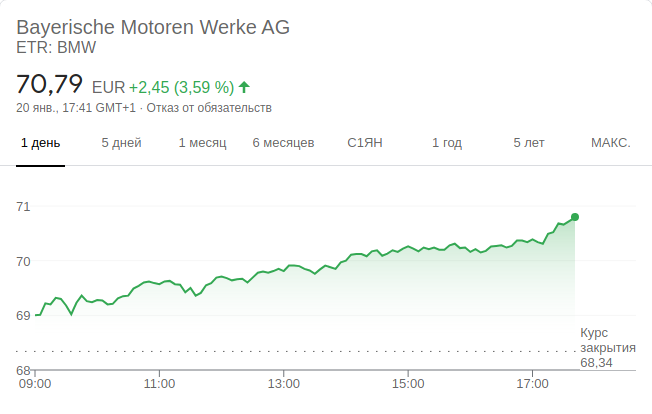 Bayerische Motoren Werke AG
ETR: BMW
70,79 EUR +2,45 (3,59 %)
20 янв., 17:41 GMT+1 · Отказ от обязательств
1 день 5 дней 1 месяц 6 месяцев С1ЯН 1 год 5 лет МАКС.
71
70
69
Курс
закрытия
68,34
68
09:00 11:00 13:00 15:00 17:00